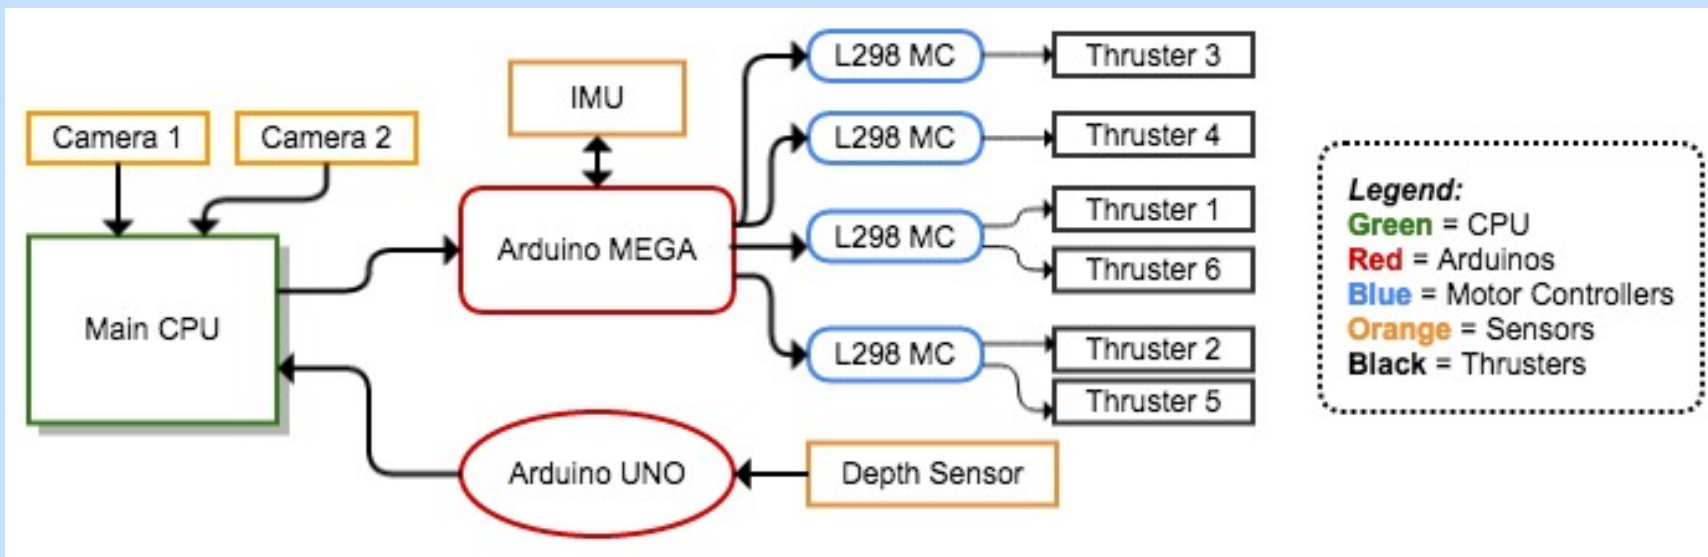 Camera 1
Camera 2
IMU
Main CPU
Arduino MEGA
Arduino UNO
Depth Sensor
L298 MC
Thruster 3
L298 MC
Thruster 4
L298 MC
Thruster 1
Thruster 6
L298 MC
Thruster 2
Thruster 5
Legend:
Green = CPU
Red = Arduinos
Blue = Motor Controllers
Orange = Sensors
Black = Thrusters